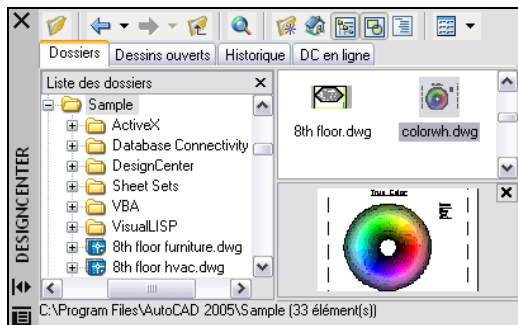 Dossiers
Dessins ouverts
Historique
DC en ligne
Liste des dossiers
Sample
ActiveX
Database Connectivity
DesignCenter
Sheet Sets
VBA
VisualLISP
8th floor furniture.dwg
8th floor hvac.dwg
8th floor.dwg
colorwh.dwg
True Color
DESIGNCENTER
C:\Program Files\AutoCAD 2005\Sample (33 élément(s))